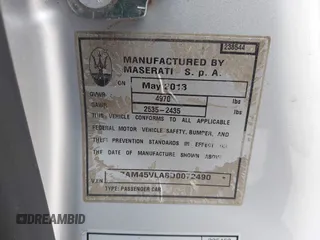 238544
MANUFACTURED BY
MASERATI S.p.A.
ON May 2013
GVWR 4970 lbs
GAWR 2535-2435 lbs
THIS VEHICLE CONFORMS TO ALL APPLICABLE
FEDERAL MOTOR VEHICLE SAFETY, BUMPER, AND
THEFT PREVENTION STANDARDS IN EFFECT ON
THE DATE OF MANUFACTURE SHOWN ABOVE.
TYPE: PASSENGER CAR
DREAMBID